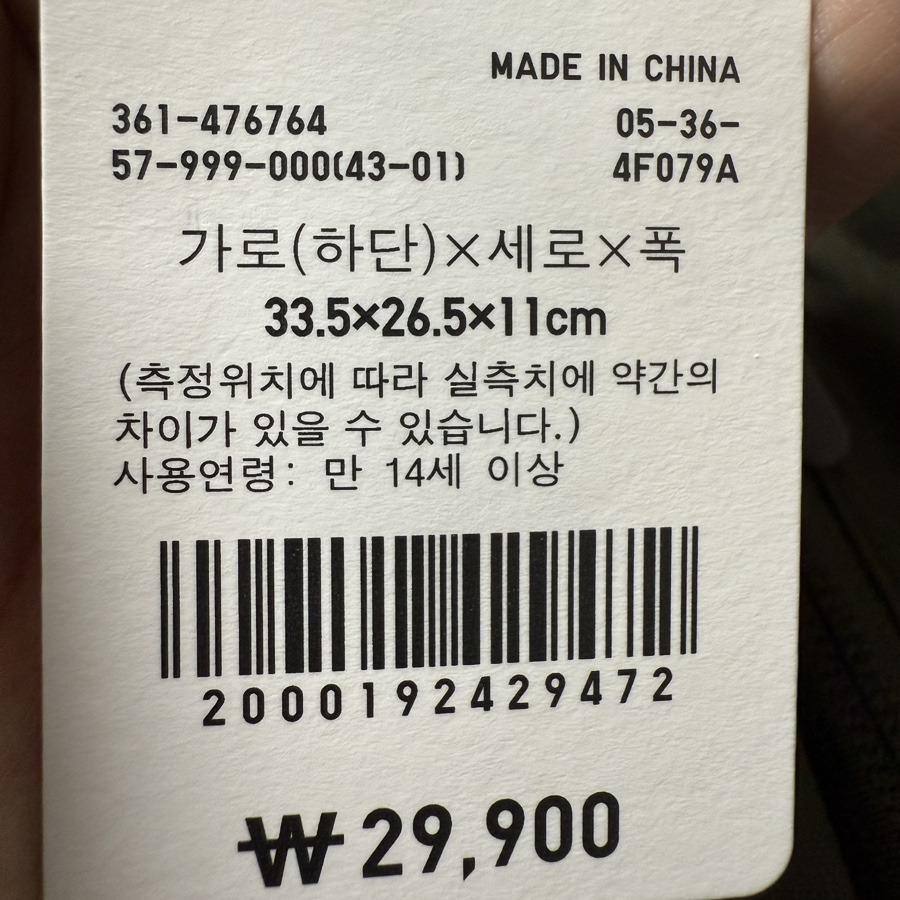 MADE IN CHINA
361-476764 05-36-
57-999-000(43-01) 4F079A
가로(하단)×세로×폭
33.5×26.5×11cm
(측정위치에 따라 실측치에 약간의
차이가 있을 수 있습니다.)
사용연령: 만 14세 이상
2000192429472
₩29,900